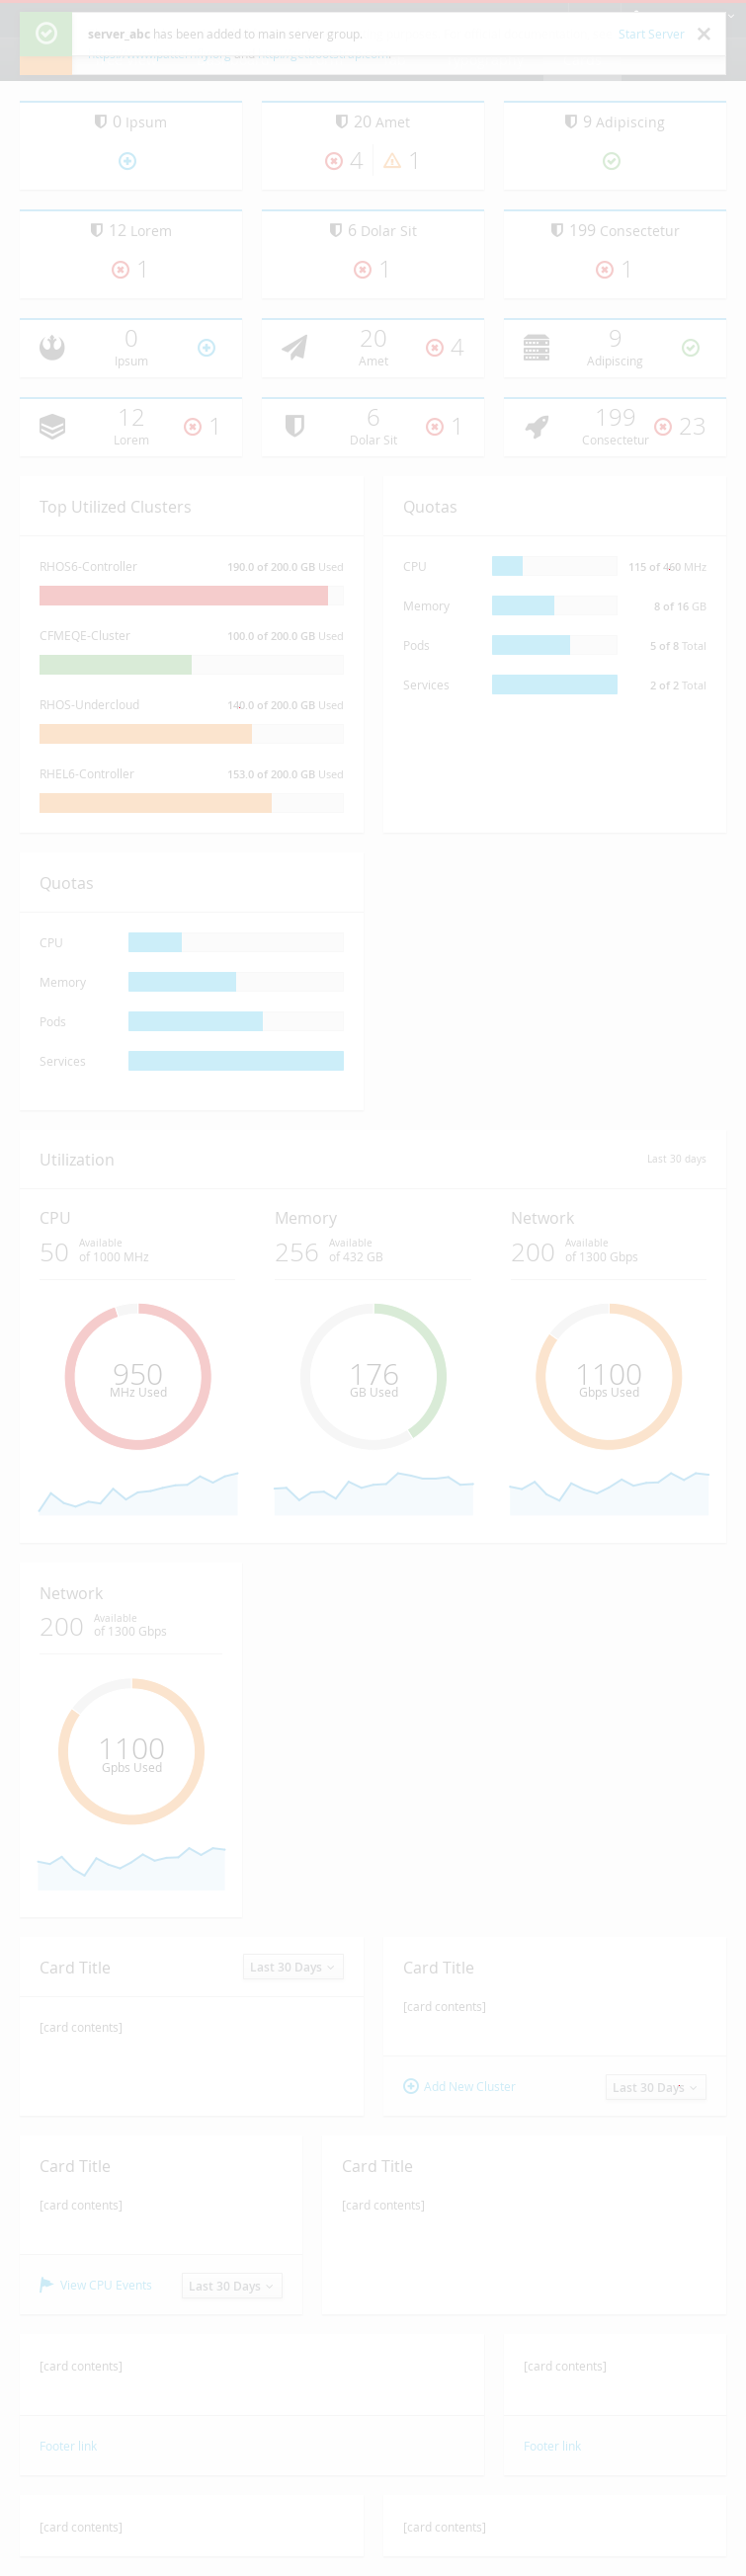 server_abc has been added to main server group. Start Server
0 Ipsum
20 Amet
4 1
9 Adipiscing
12 Lorem
1
6 Dolar Sit
1
199 Consectetur
1
0
Ipsum
20
Amet
4
9
Adipiscing
12
Lorem
1
6
Dolar Sit
1
199
Consectetur
23
Top Utilized Clusters
RHOS6-Controller 190.0 of 200.0 GB Used
CFMEQE-Cluster 100.0 of 200.0 GB Used
RHOS-Undercloud 140.0 of 200.0 GB Used
RHEL6-Controller 153.0 of 200.0 GB Used
Quotas
CPU 115 of 460 MHz
Memory 8 of 16 GB
Pods 5 of 8 Total
Services 2 of 2 Total
Quotas
CPU
Memory
Pods
Services
Utilization Last 30 days
CPU
50 Available
of 1000 MHz
950
MHz Used
Memory
256 Available
of 432 GB
176
GB Used
Network
200 Available
of 1300 Gbps
1100
Gbps Used
Network
200 Available
of 1300 Gbps
1100
Gpbs Used
Card Title Last 30 Days
[card contents]
Card Title
[card contents]
Add New Cluster Last 30 Days
Card Title
[card contents]
View CPU Events Last 30 Days
Card Title
[card contents]
[card contents]
Footer link
[card contents]
Footer link
[card contents]
[card contents]